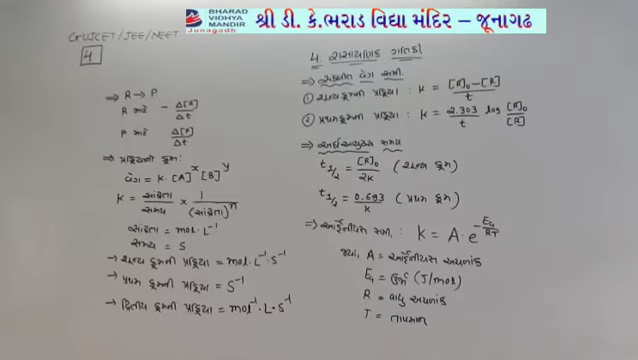 BHARAD
VIDHYA
MANDIR
Junagadh
શ્રી ડી. કે.ભરાડ વિદ્યા મંદિર – જૂનાગઢ
GUJCET/JEE/NEET
4
⇒ R → P
R માટે - Δ[R]/Δt
P માટે Δ[P]/Δt
⇒ પ્રક્રિયાનો ક્રમ:
વેગ = K·[A]^x [B]^y
K = સાંદ્રતા/સમય × 1/(સાંદ્રતા)^n
સાંદ્રતા = mol·L⁻¹
સમય = S
→ શૂન્ય ક્રમની પ્રક્રિયા = mol·L⁻¹·S⁻¹
→ પ્રથમ ક્રમની પ્રક્રિયા = S⁻¹
→ દ્વિતીય ક્રમની પ્રક્રિયા = mol⁻¹·L·S⁻¹
4. રાસાયણિક ગતિકી
⇒ સંકલિત વેગ સમી.
① શૂન્યક્રમની પ્રક્રિયા : K = [R]₀-[R]/t
② પ્રથમક્રમની પ્રક્રિયા : K = 2.303/t log [R]₀/[R]
⇒ અર્ધઆયુષ્ય સમય
t₁/₂ = [R]₀/2K (શૂન્ય ક્રમ)
t₁/₂ = 0.693/K (પ્રથમ ક્રમ)
⇒ આર્હેનિયસ સમી. : K = A·e^-Ea/RT
જ્યાં, A = આર્હેનિયસ અચળાંક
Ea = ઉર્જા (J/mol)
R = વાયુ અચળાંક
T = તાપમાન